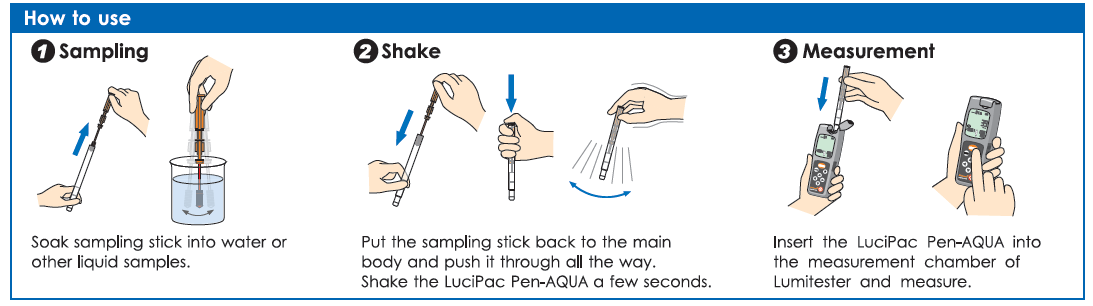 How to use
1 Sampling
Soak sampling stick into water or
other liquid samples.
2 Shake
Put the sampling stick back to the main
body and push it through all the way.
Shake the LuciPac Pen-AQUA a few seconds.
3 Measurement
Insert the LuciPac Pen-AQUA into
the measurement chamber of
Lumitester and measure.